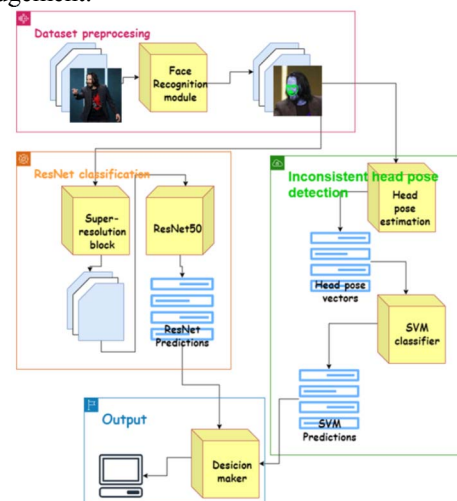 dgement.
Dataset preprocesing
Face
Recognition
module
ResNet classification
Super-
resolution
block
ResNet50
ResNet
Predictions
Inconsistent head pose
detection
Head
pose
estimation
Head-pose
vectors
SVM
classifier
SVM
Predictions
Output
Desicion
maker